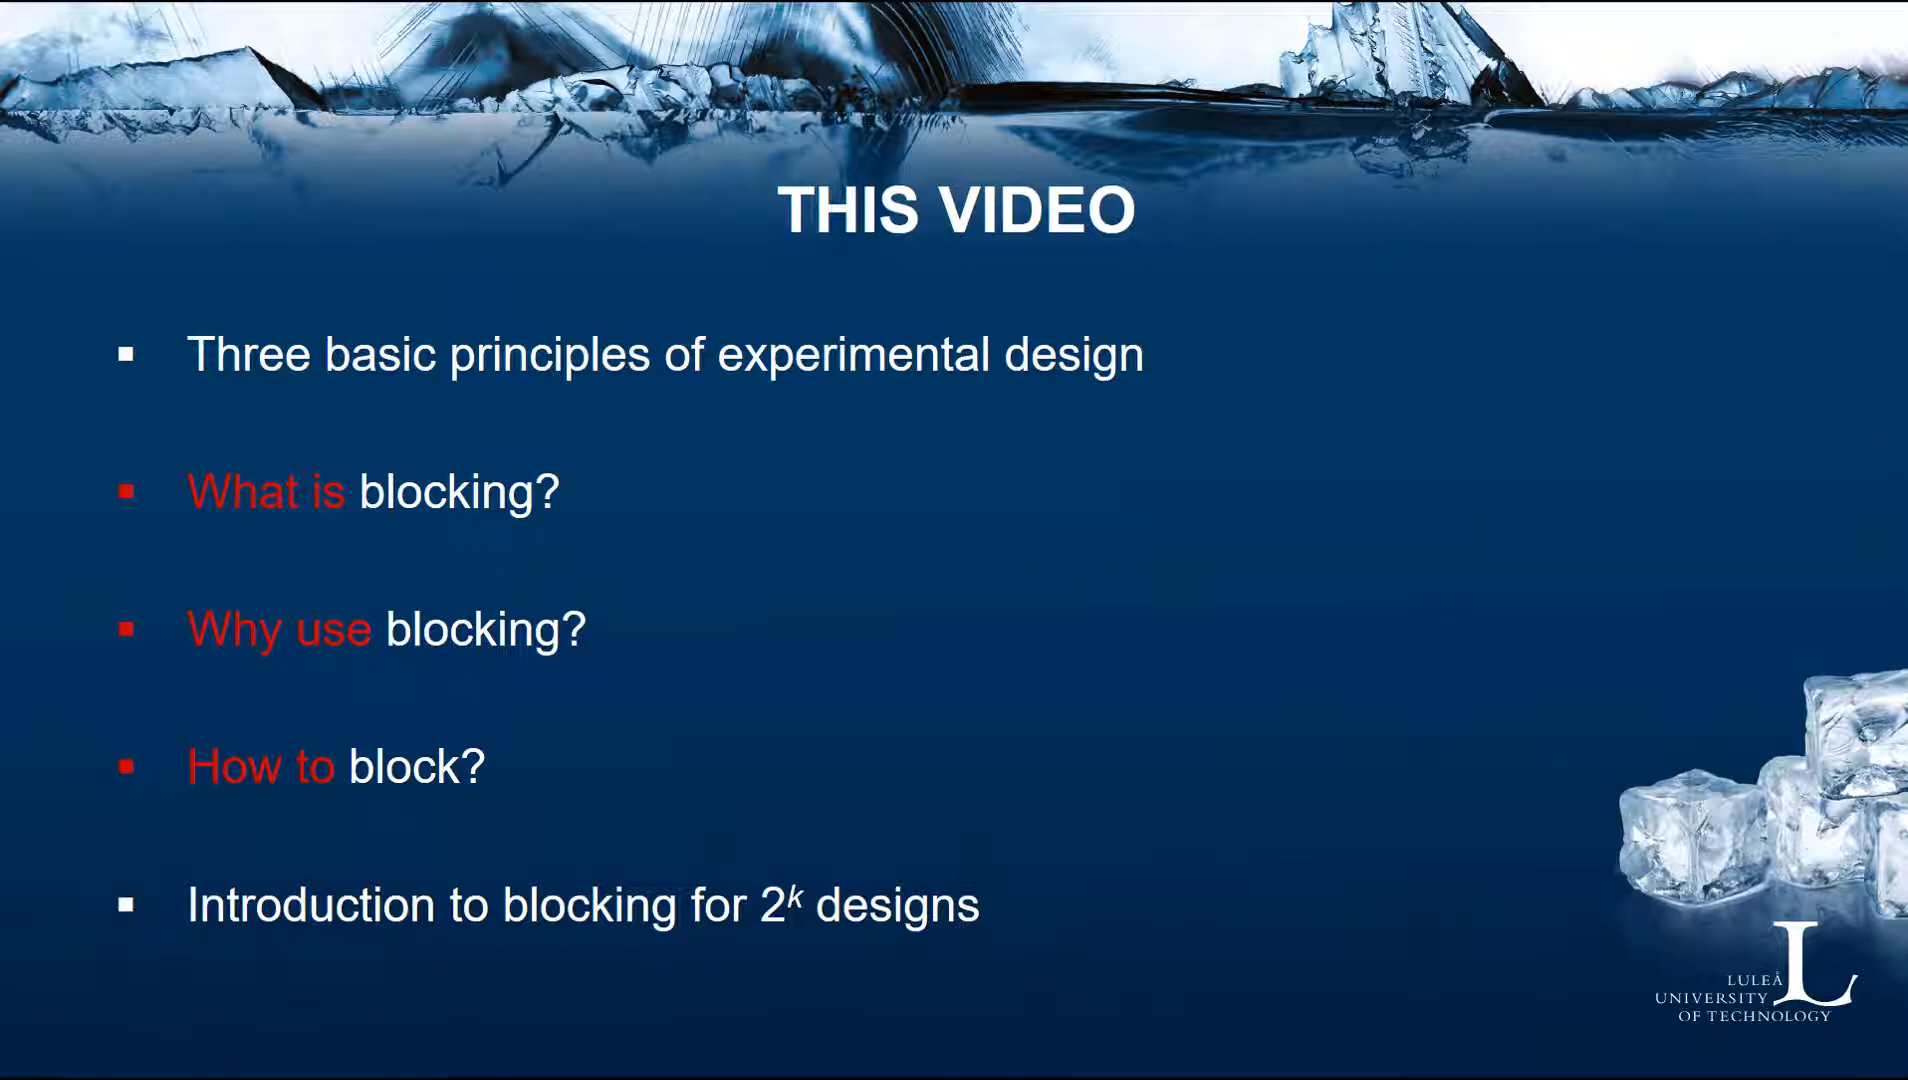 THIS VIDEO
▪ Three basic principles of experimental design
▪ What is blocking?
▪ Why use blocking?
▪ How to block?
▪ Introduction to blocking for 2ᵏ designs
LULEÅ
UNIVERSITY
OF TECHNOLOGY
L